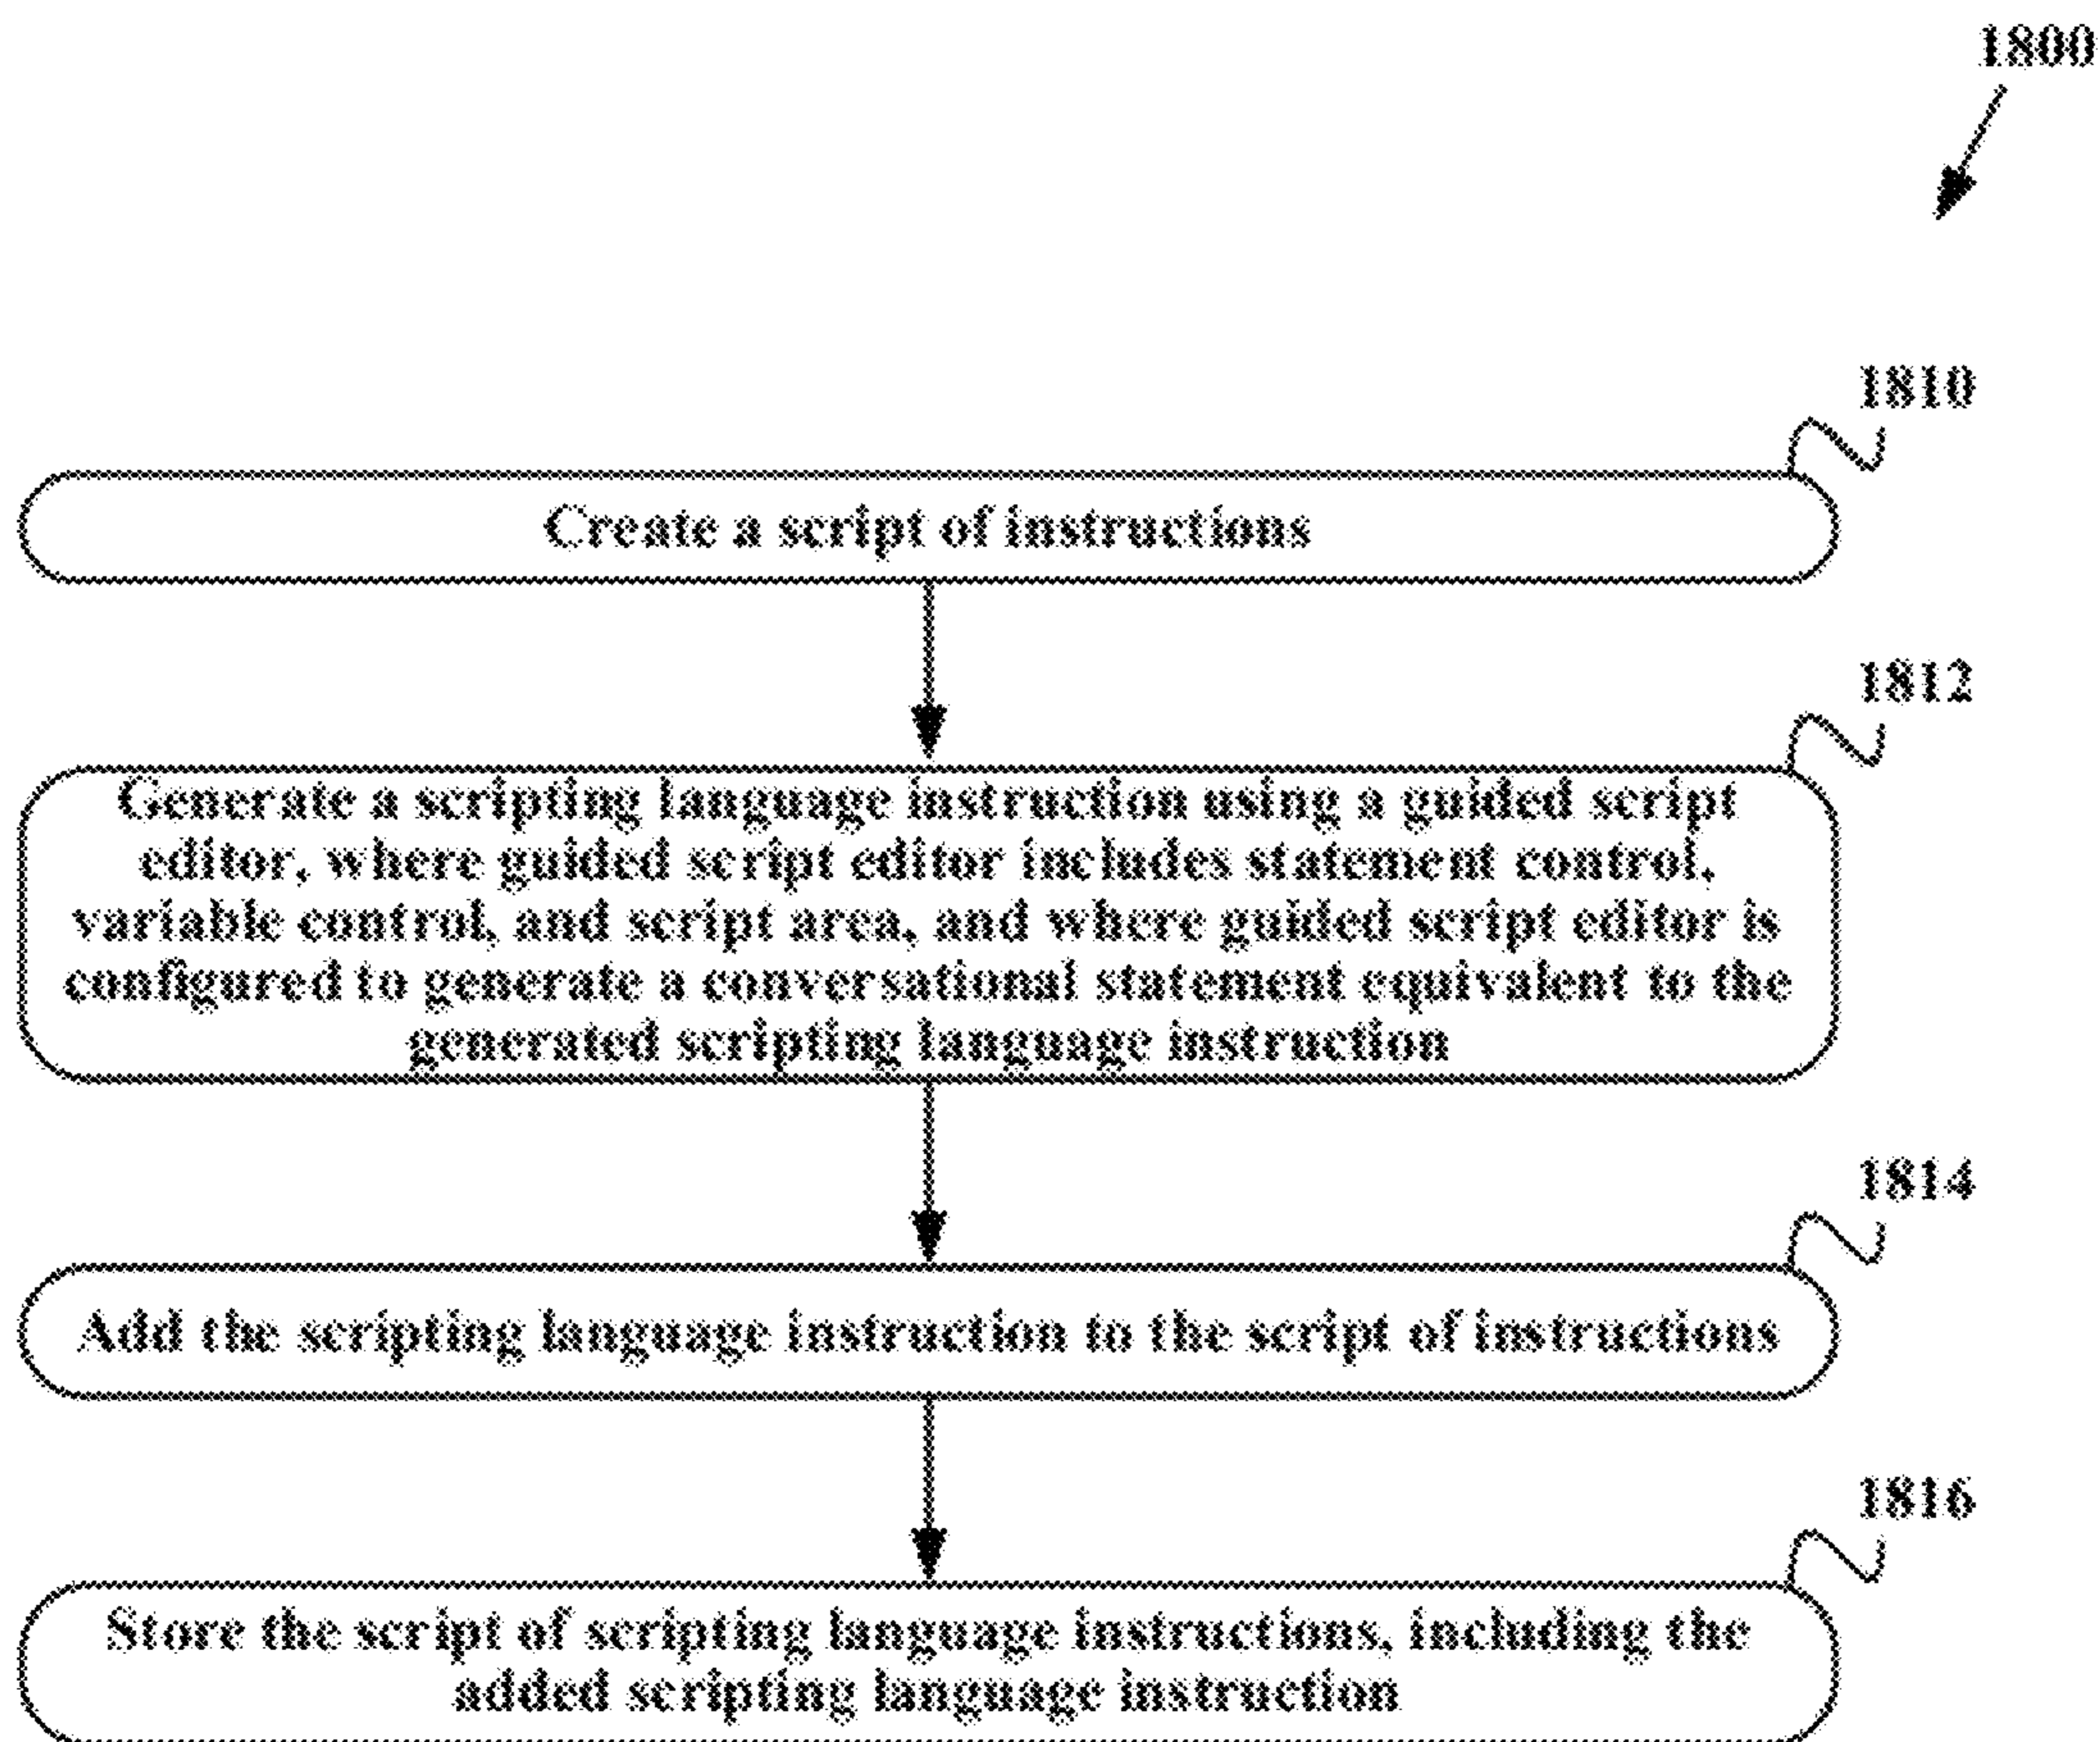 1800
1810
Create a script of instructions
1812
Generate a scripting language instruction using a guided script
editor, where guided script editor includes statement control,
variable control, and script area, and where guided script editor is
configured to generate a conversational statement equivalent to the
generated scripting language instruction
1814
Add the scripting language instruction to the script of instructions
1816
Store the script of scripting language instructions, including the
added scripting language instruction